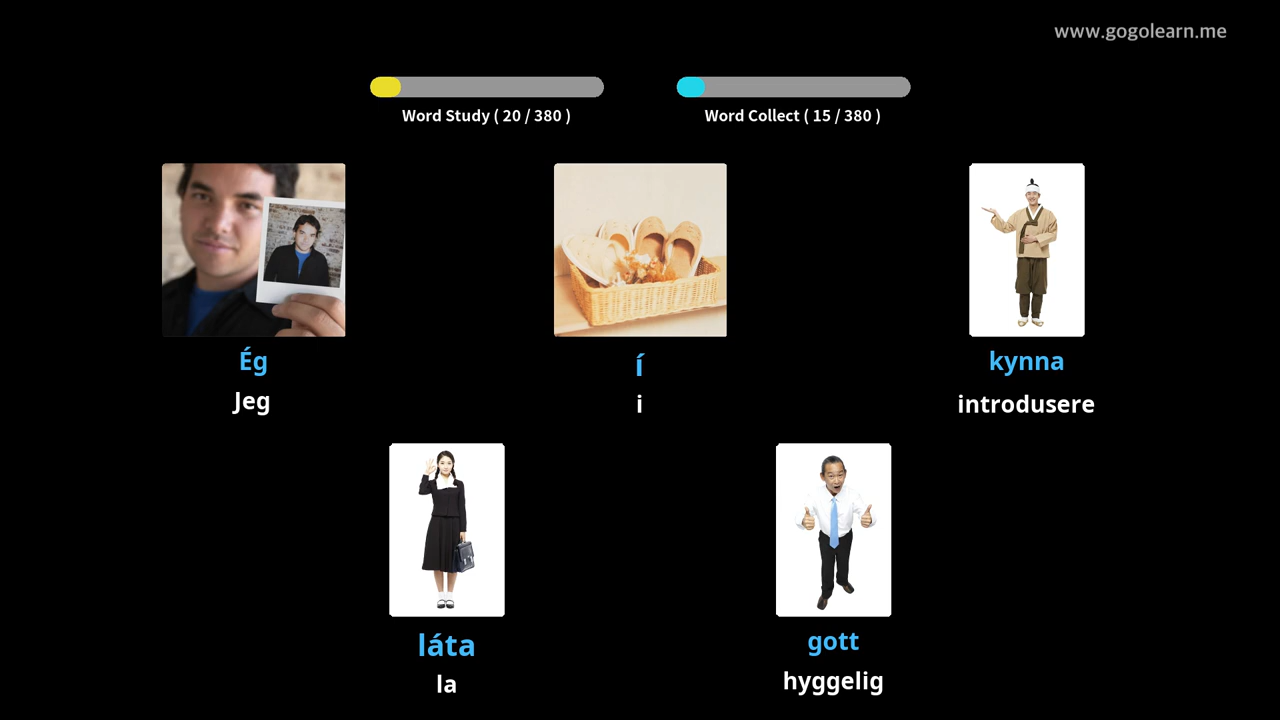 www.gogolearn.me
Word Study ( 20 / 380 )
Word Collect ( 15 / 380 )
Ég
Jeg
í
i
kynna
introdusere
láta
la
gott
hyggelig